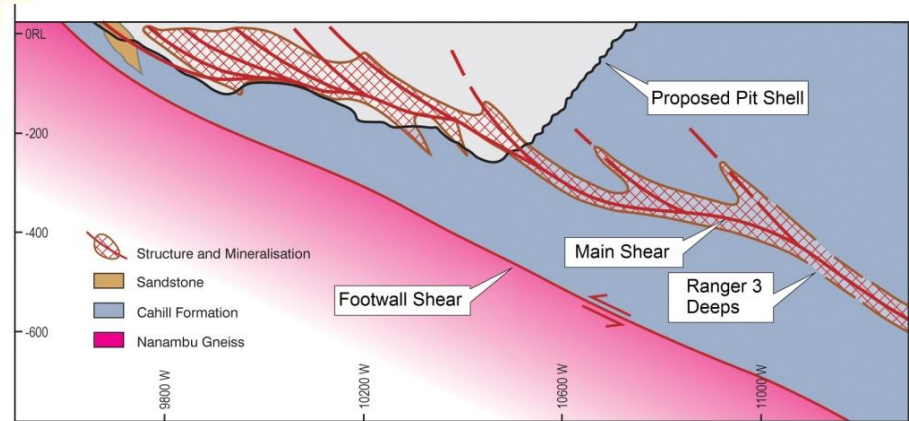 0RL
-200
-400
-600
Proposed Pit Shell
Main Shear
Ranger 3
Deeps
Footwall Shear
Structure and Mineralisation
Sandstone
Cahill Formation
Nanambu Gneiss
9800 W
10200 W
10600 W
11000 W